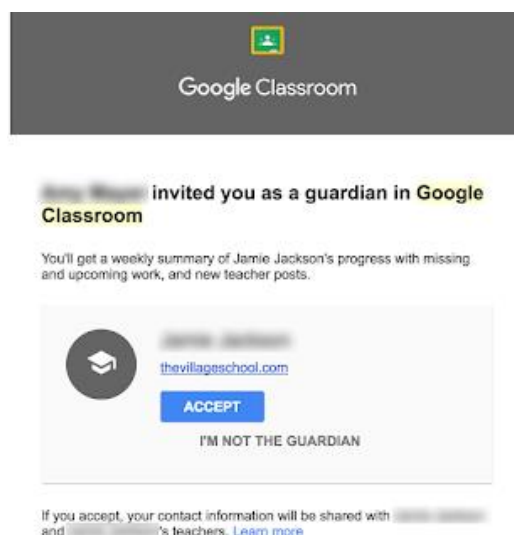 Google Classroom
invited you as a guardian in Google
Classroom
You'll get a weekly summary of Jamie Jackson's progress with missing
and upcoming work, and new teacher posts.
thevillageschool.com
ACCEPT
I'M NOT THE GUARDIAN
If you accept, your contact information will be shared with
and 's teachers. Learn more